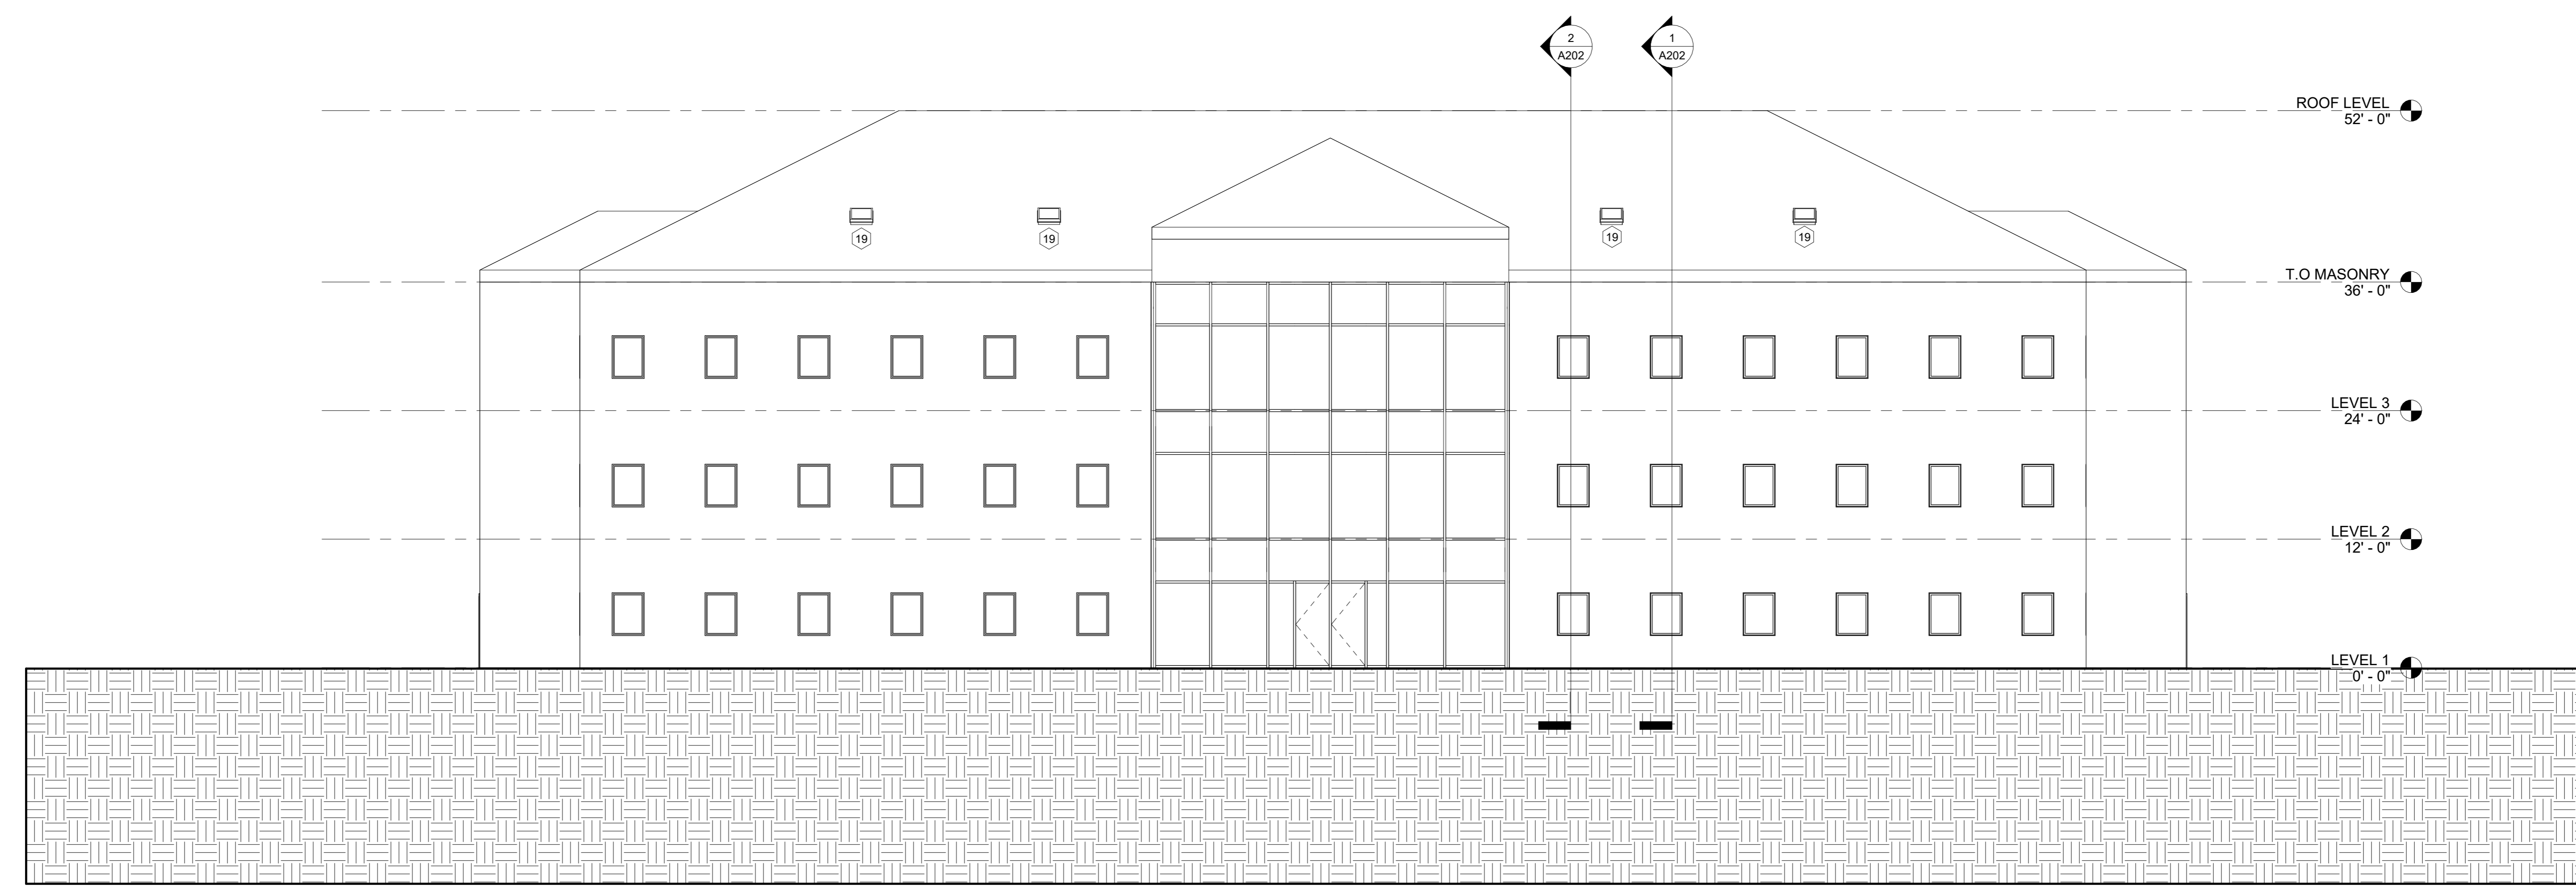 2
A202
1
A202
ROOF LEVEL
52' - 0"
19
19
19
19
T.O MASONRY
36' - 0"
LEVEL 3
24' - 0"
LEVEL 2
12' - 0"
LEVEL 1
0' - 0"